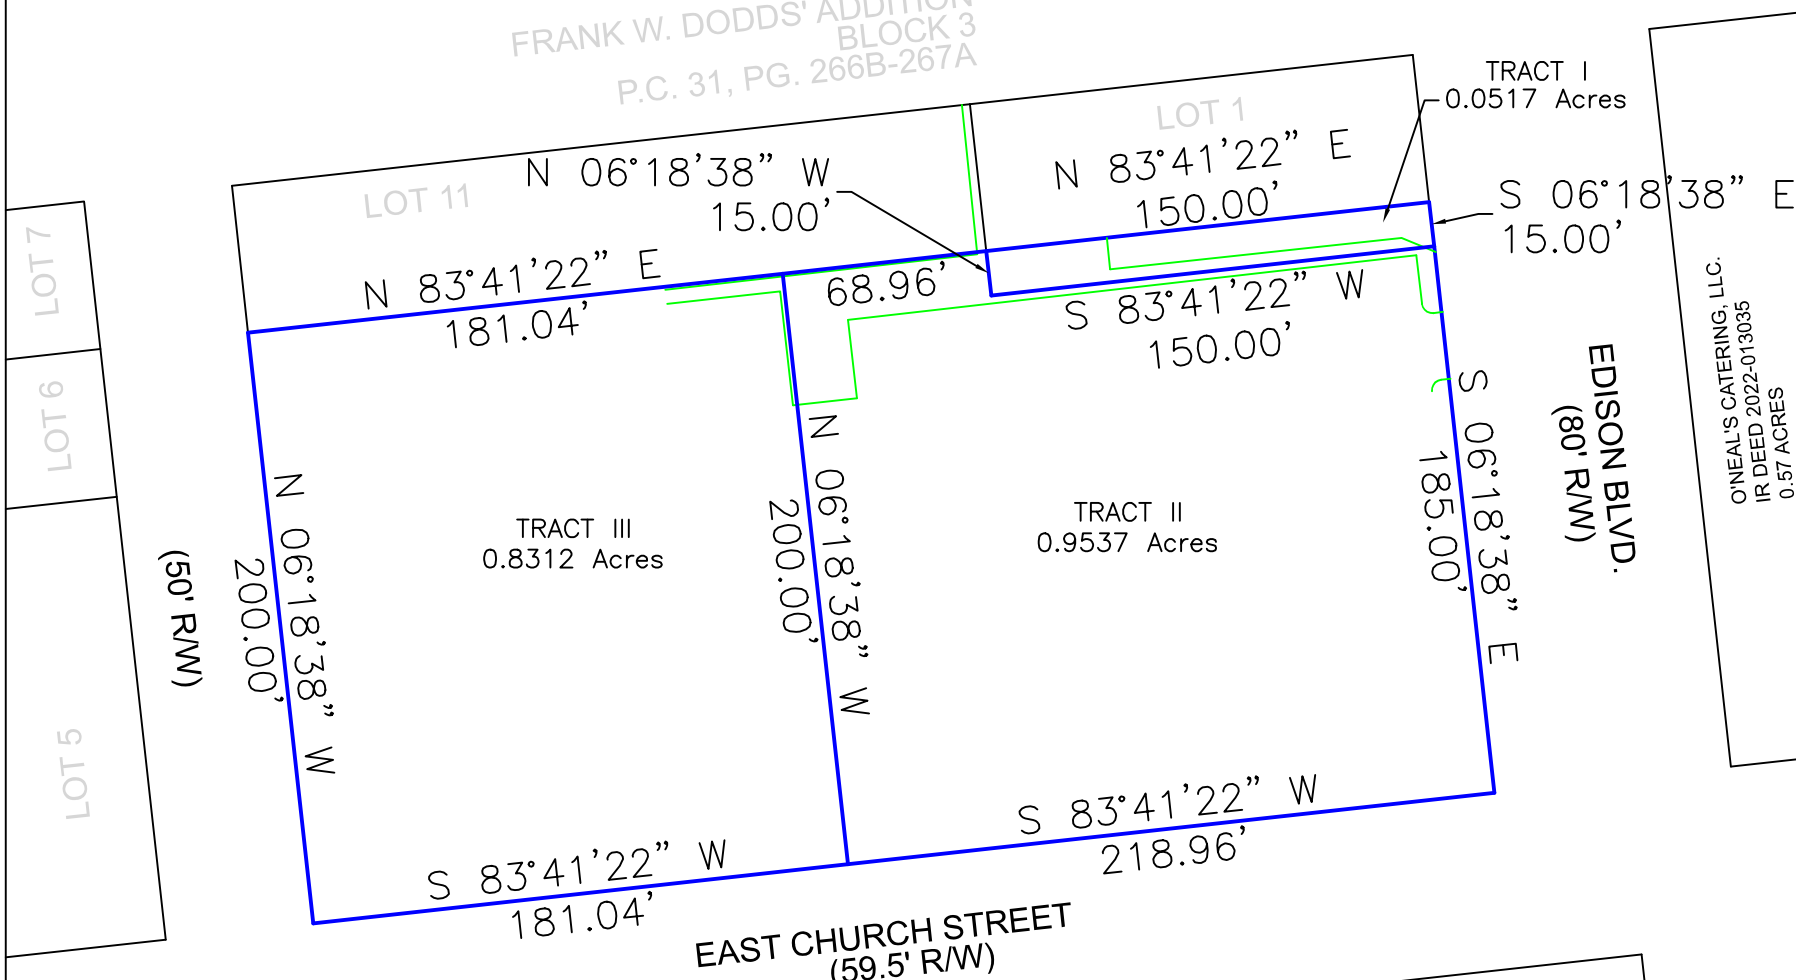 FRANK W. DODDS' ADDITION
BLOCK 3
P.C. 31, PG. 266B-267A
TRACT I
0.0517 Acres
LOT 1
N 83°41'22" E
150.00'
N 06°18'38" W
15.00'
S 06°18'38" E
15.00'
LOT 11
LOT 7
N 83°41'22" E
181.04'
68.96'
S 83°41'22" W
150.00'
LOT 6
O'NEAL'S CATERING, LLC.
IR DEED 2022-013035
0.57 ACRES
EDISON BLVD.
(80' R/W)
S 06°18'38" E
185.00'
N 06°18'38" W
200.00'
TRACT III
0.8312 Acres
N 06°18'38" W
200.00'
TRACT II
0.9537 Acres
(50' R/W)
LOT 5
S 83°41'22" W
181.04'
S 83°41'22" W
218.96'
EAST CHURCH STREET
(59.5' R/W)